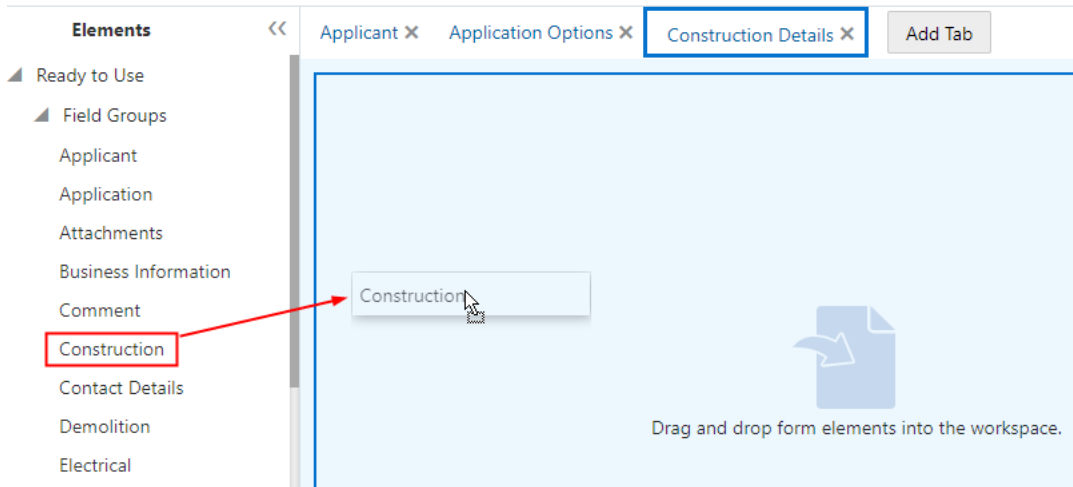 Elements
Ready to Use
Field Groups
Applicant
Application
Attachments
Business Information
Comment
Construction
Contact Details
Demolition
Electrical
Applicant Application Options Construction Details Add Tab
Construction
Drag and drop form elements into the workspace.